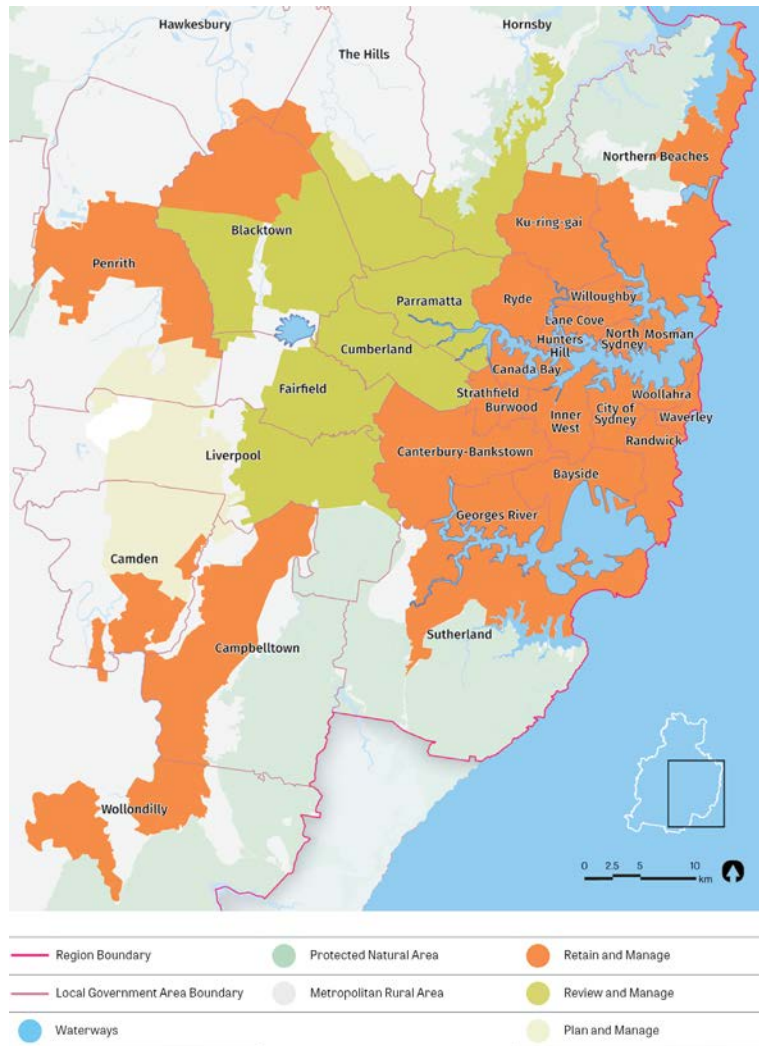 Hawkesbury
Hornsby
The Hills
Northern Beaches
Ku-ring-gai
Blacktown
Penrith
Parramatta
Ryde
Willoughby
Lane Cove
North
Sydney
Mosman
Hunters
Hill
Cumberland
Canada Bay
Fairfield
Strathfield
Burwood
Woollahra
Inner
West
City of
Sydney
Waverley
Randwick
Canterbury-Bankstown
Liverpool
Bayside
Georges River
Camden
Campbelltown
Sutherland
Wollondilly
0 2.5 5 10
km
Region Boundary
Protected Natural Area
Retain and Manage
Local Government Area Boundary
Metropolitan Rural Area
Review and Manage
Waterways
Plan and Manage